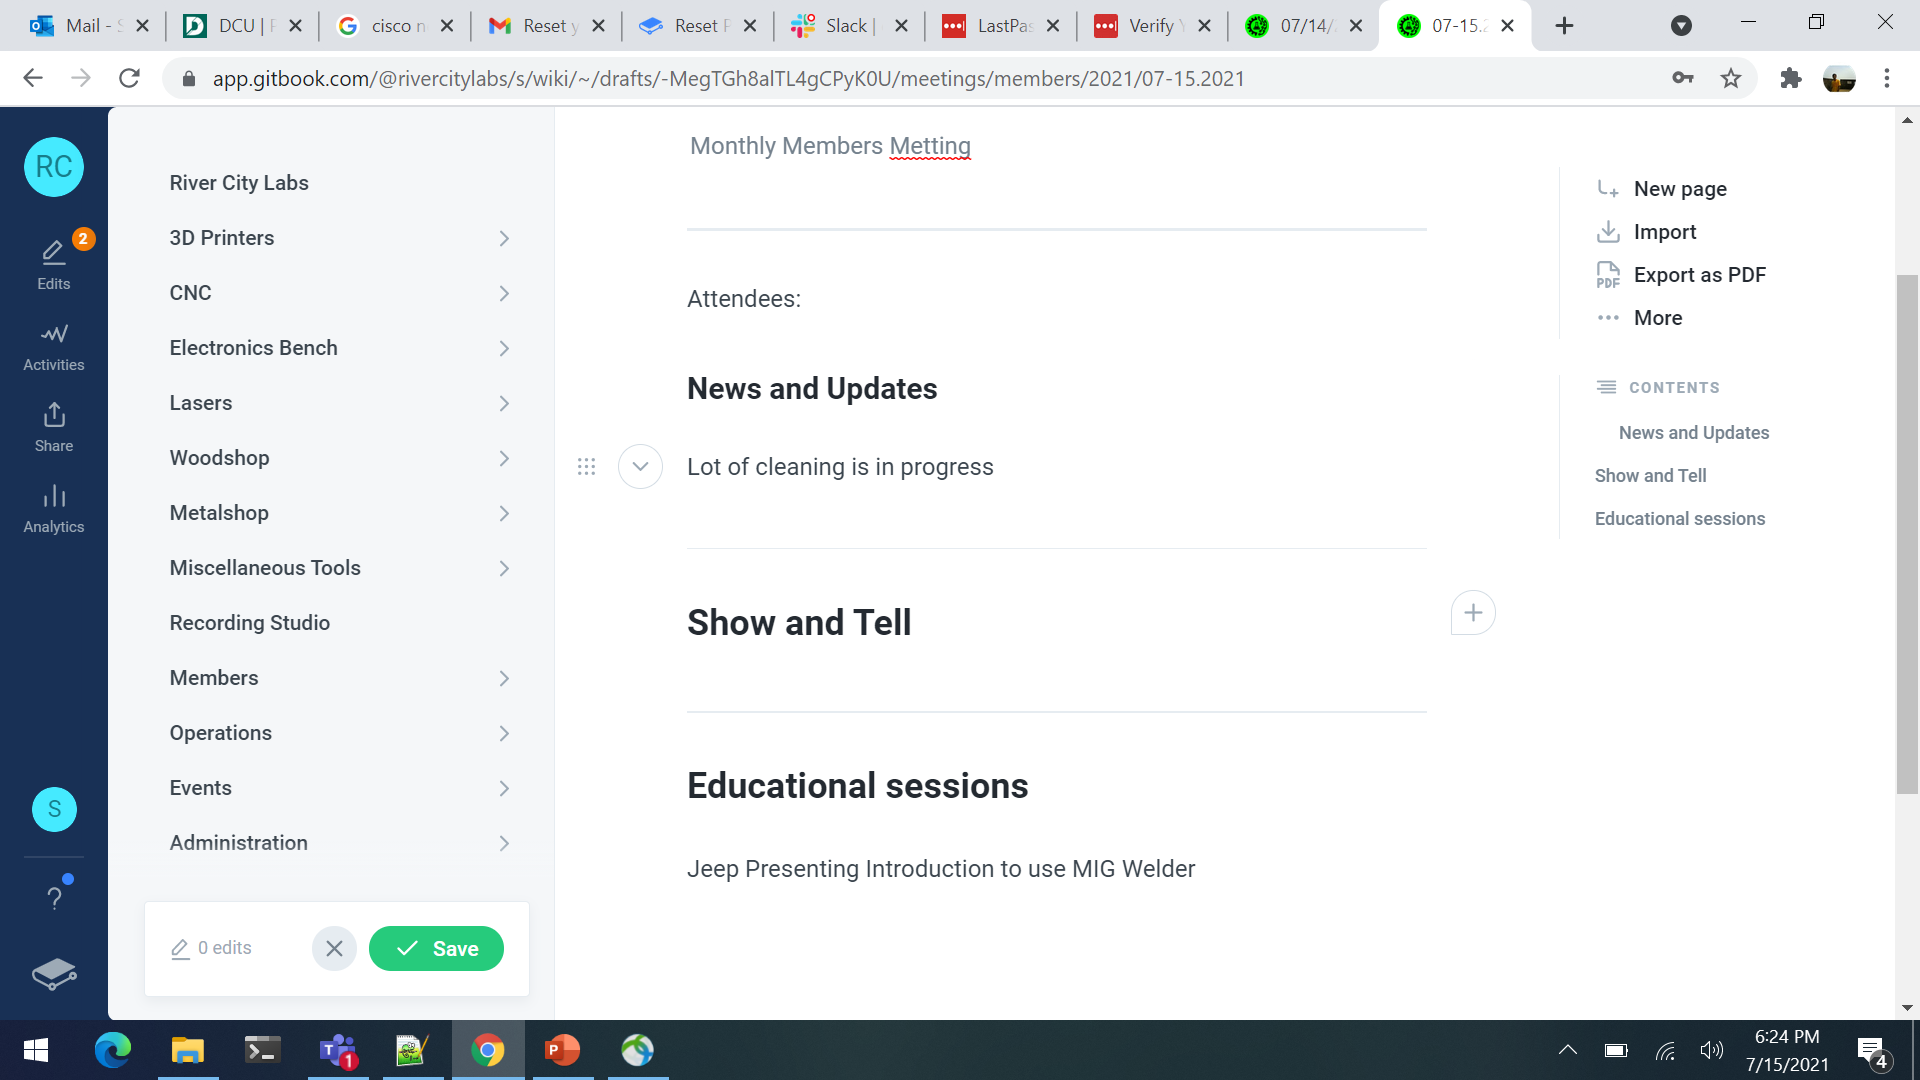 Mail - S
DCU | F
cisco n
Reset y
Reset P
Slack |
LastPas
Verify Y
07/14/
07-15.2
app.gitbook.com/@rivercitylabs/s/wiki/~/drafts/-MegTGh8alTL4gCPyK0U/meetings/members/2021/07-15.2021
RC
2
Edits
Activities
Share
Analytics
S
?
River City Labs
3D Printers
CNC
Electronics Bench
Lasers
Woodshop
Metalshop
Miscellaneous Tools
Recording Studio
Members
Operations
Events
Administration
0 edits
Save
Monthly Members Metting
Attendees:
News and Updates
Lot of cleaning is in progress
Show and Tell
Educational sessions
Jeep Presenting Introduction to use MIG Welder
New page
Import
PDF Export as PDF
More
CONTENTS
News and Updates
Show and Tell
Educational sessions
1
6:24 PM
7/15/2021
4